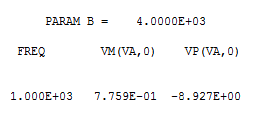 PARAM B = 4.0000E+03
FREQ VM(VA,0) VP(VA,0)
1.000E+03 7.759E-01 -8.927E+00